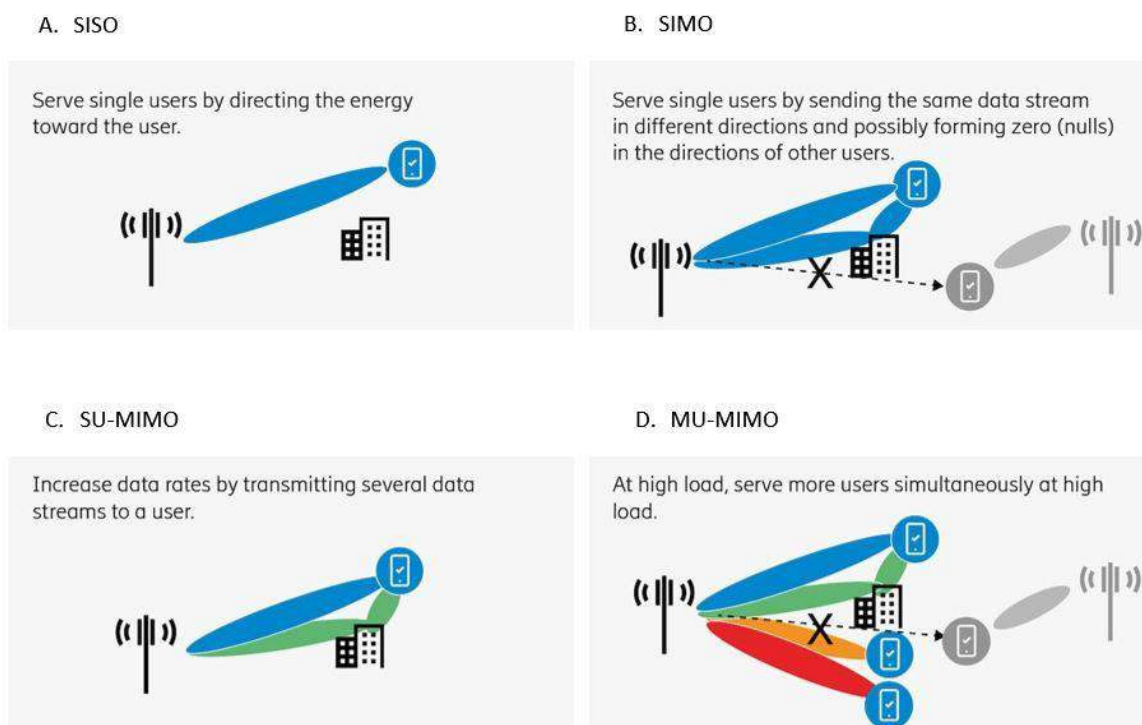 A. SISO
Serve single users by directing the energy
toward the user.
B. SIMO
Serve single users by sending the same data stream
in different directions and possibly forming zero (nulls)
in the directions of other users.
X
C. SU-MIMO
Increase data rates by transmitting several data
streams to a user.
D. MU-MIMO
At high load, serve more users simultaneously at high
load.
X